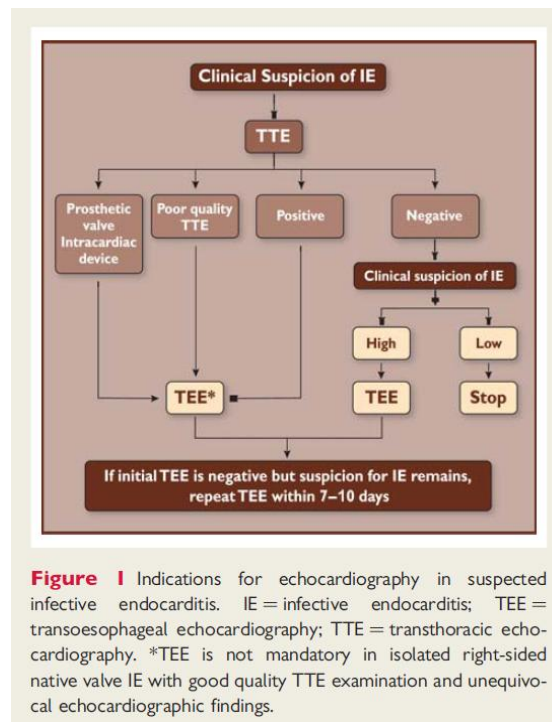 Clinical Suspicion of IE
TTE
Prosthetic
valve
Intracardiac
device
Poor quality
TTE
Positive
Negative
Clinical suspicion of IE
High
Low
TEE*
TEE
Stop
If initial TEE is negative but suspicion for IE remains,
repeat TEE within 7–10 days
Figure 1 Indications for echocardiography in suspected
infective endocarditis. IE = infective endocarditis; TEE =
transoesophageal echocardiography; TTE = transthoracic echo-
cardiography. *TEE is not mandatory in isolated right-sided
native valve IE with good quality TTE examination and unequivo-
cal echocardiographic findings.